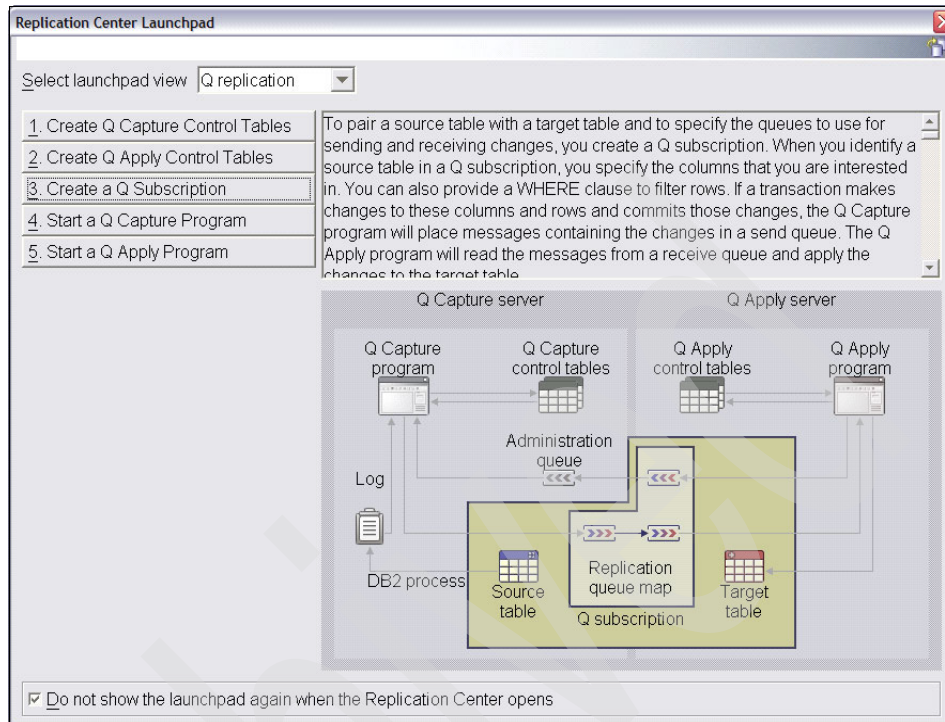 Replication Center Launchpad
Select launchpad view Q replication
1. Create Q Capture Control Tables
2. Create Q Apply Control Tables
3. Create a Q Subscription
4. Start a Q Capture Program
5. Start a Q Apply Program
To pair a source table with a target table and to specify the queues to use for
sending and receiving changes, you create a Q subscription. When you identify a
source table in a Q subscription, you specify the columns that you are interested
in. You can also provide a WHERE clause to filter rows. If a transaction makes
changes to these columns and rows and commits those changes, the Q Capture
program will place messages containing the changes in a send queue. The Q
Apply program will read the messages from a receive queue and apply the
changes to the target table.
Q Capture server
Q Apply server
Q Capture
program
Q Capture
control tables
Q Apply
control tables
Q Apply
program
Administration
queue
Log
DB2 process
Source
table
Replication
queue map
Q subscription
Target
table
Do not show the launchpad again when the Replication Center opens